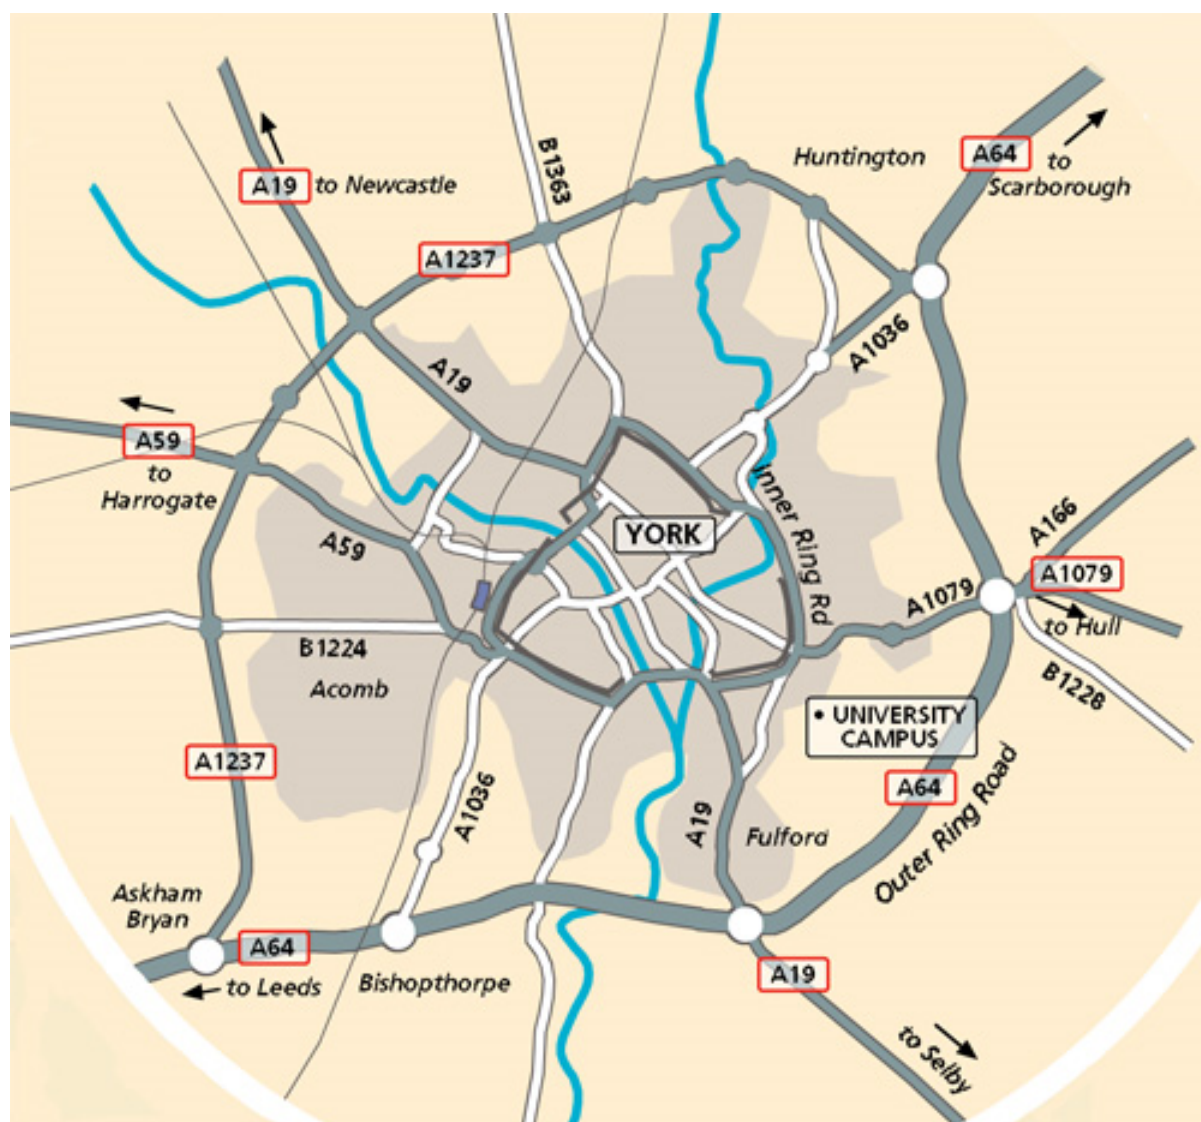 B1363
Huntington
A64
to
Scarborough
A19
to Newcastle
A1237
A1036
A19
A59
to
Harrogate
A59
YORK
Inner Ring Rd
A166
A1079
A1079
to Hull
B1228
B1224
Acomb
• UNIVERSITY
CAMPUS
A1237
A64
A1036
A19
Fulford
Outer Ring Road
Askham
Bryan
A64
to Leeds
Bishopthorpe
A19
to Selby